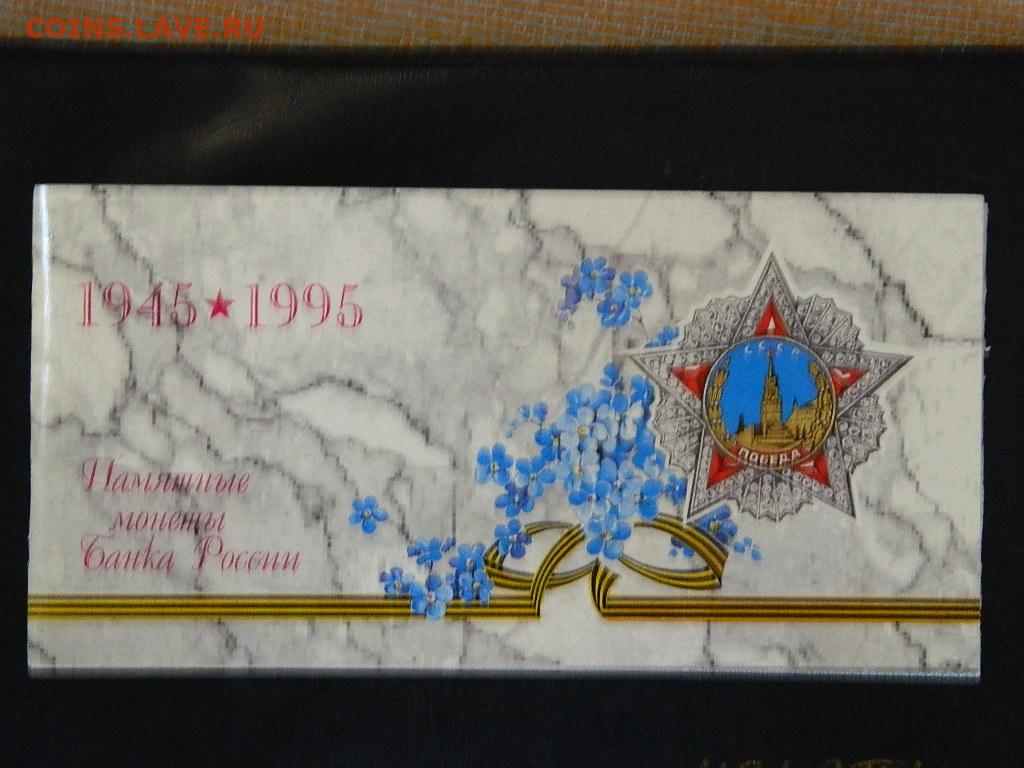 COINS.LAVE.RU
1945★1995
СССР
ПОБЕДА
Памятные
монеты
Банка России